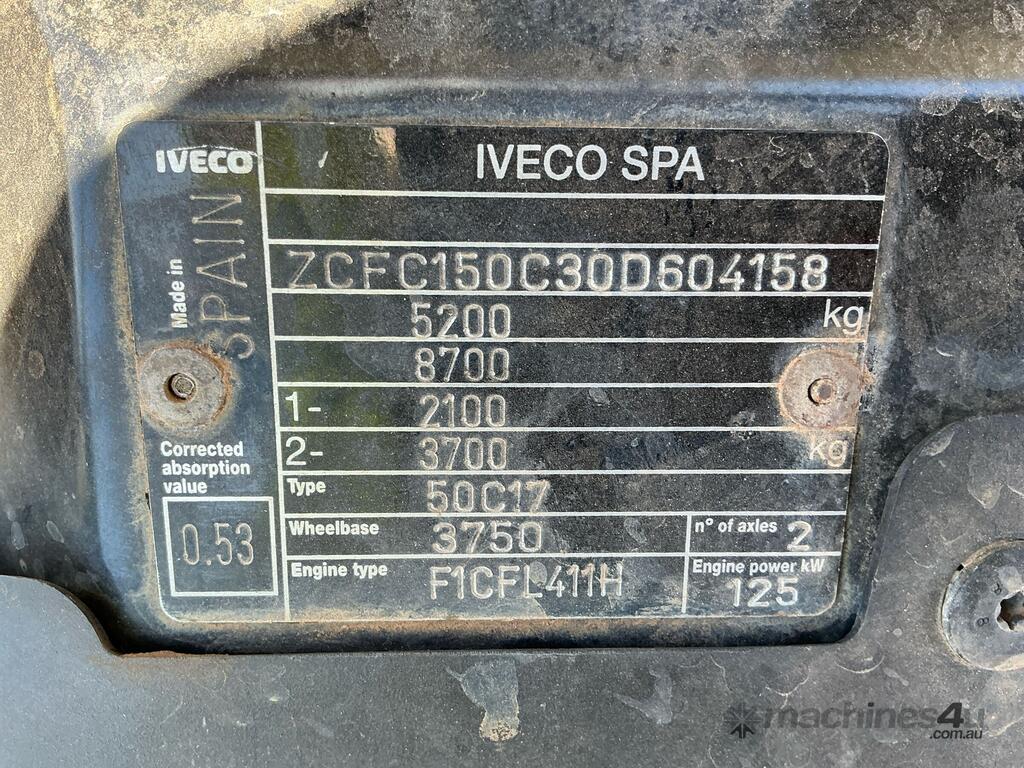 IVECO
IVECO SPA
Made in SPAIN
ZCFC150C30D604158
5200 kg
8700
1- 2100
2- 3700 kg
Corrected
absorption
value
0.53
Type 50C17
Wheelbase 3750
n° of axles 2
Engine type F1CFL411H
Engine power kW
125
machines4u
.com.au